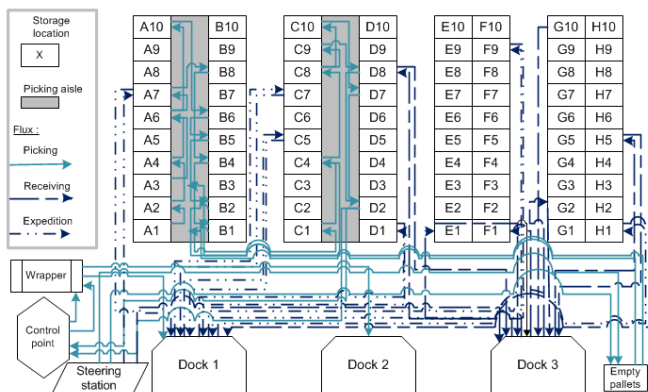 Storage
location
X
Picking aisle
Flux :
Picking
Receiving
Expedition
A10 B10 C10 D10 E10 F10 G10 H10
A9 B9 C9 D9 E9 F9 G9 H9
A8 B8 C8 D8 E8 F8 G8 H8
A7 B7 C7 D7 E7 F7 G7 H7
A6 B6 C6 D6 E6 F6 G6 H6
A5 B5 C5 D5 E5 F5 G5 H5
A4 B4 C4 D4 E4 F4 G4 H4
A3 B3 C3 D3 E3 F3 G3 H3
A2 B2 C2 D2 E2 F2 G2 H2
A1 B1 C1 D1 E1 F1 G1 H1
Wrapper
Control
point
Steering
station
Dock 1
Dock 2
Dock 3
Empty
pallets